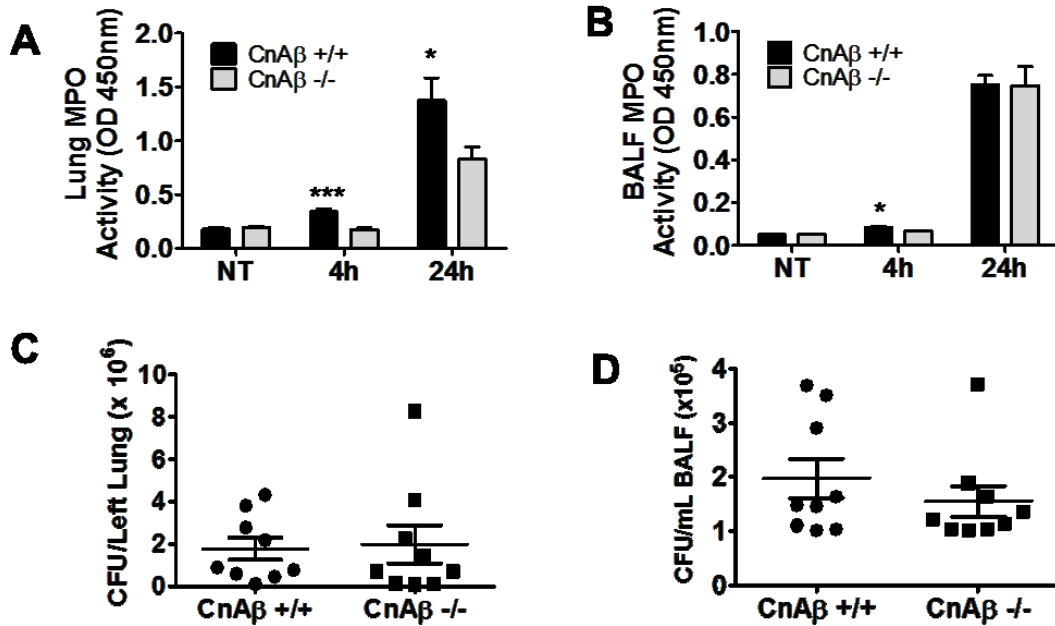 A
Lung MPO
Activity (OD 450nm)
2.0
1.5
1.0
0.5
0.0
CnAβ +/+
CnAβ -/-
***
*
NT 4h 24h
B
BALF MPO
Activity (OD 450nm)
1.0
0.8
0.6
0.4
0.2
0.0
CnAβ +/+
CnAβ -/-
*
NT 4h 24h
C
CFU/Left Lung (x 10⁶)
10
8
6
4
2
0
CnAβ +/+ CnAβ -/-
D
CFU/mL BALF (x10⁵)
4
3
2
1
0
CnAβ +/+ CnAβ -/-